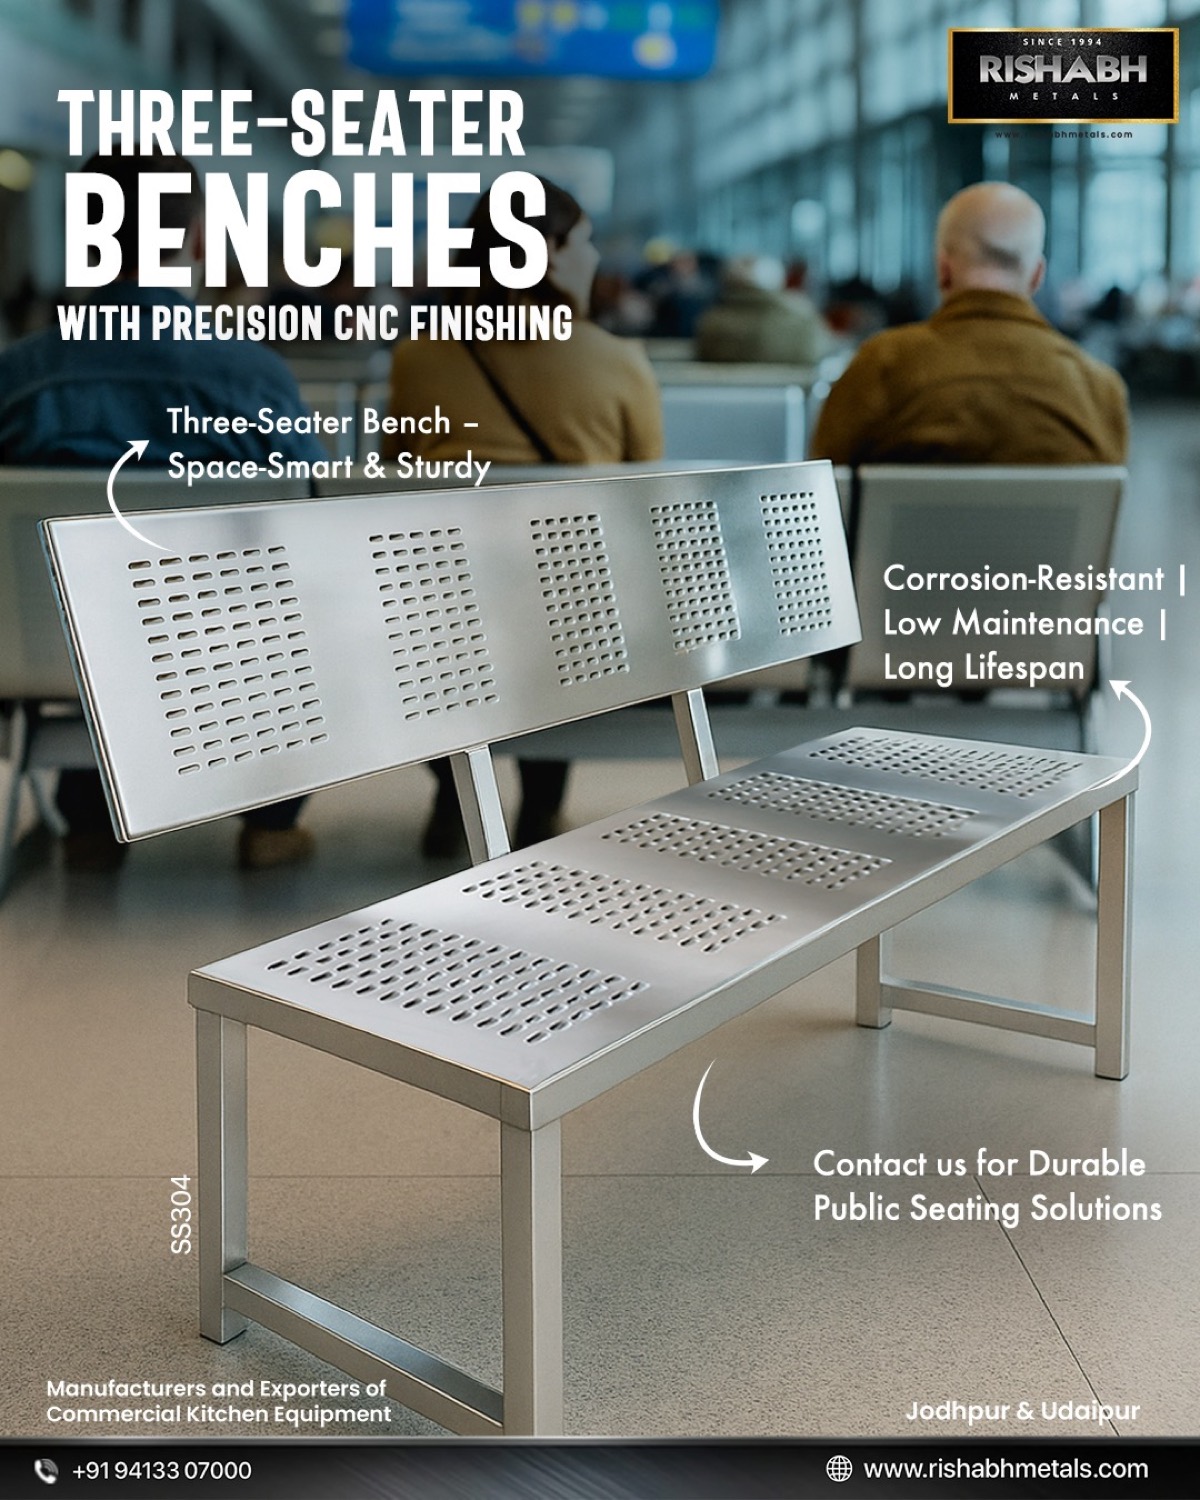 SINCE 1994
RISHABH
METALS
THREE-SEATER
BENCHES
WITH PRECISION CNC FINISHING
Three-Seater Bench –
Space-Smart & Sturdy
Corrosion-Resistant |
Low Maintenance |
Long Lifespan
Contact us for Durable
Public Seating Solutions
SS304
Manufacturers and Exporters of
Commercial Kitchen Equipment
Jodhpur & Udaipur
+91 94133 07000
www.rishabhmetals.com